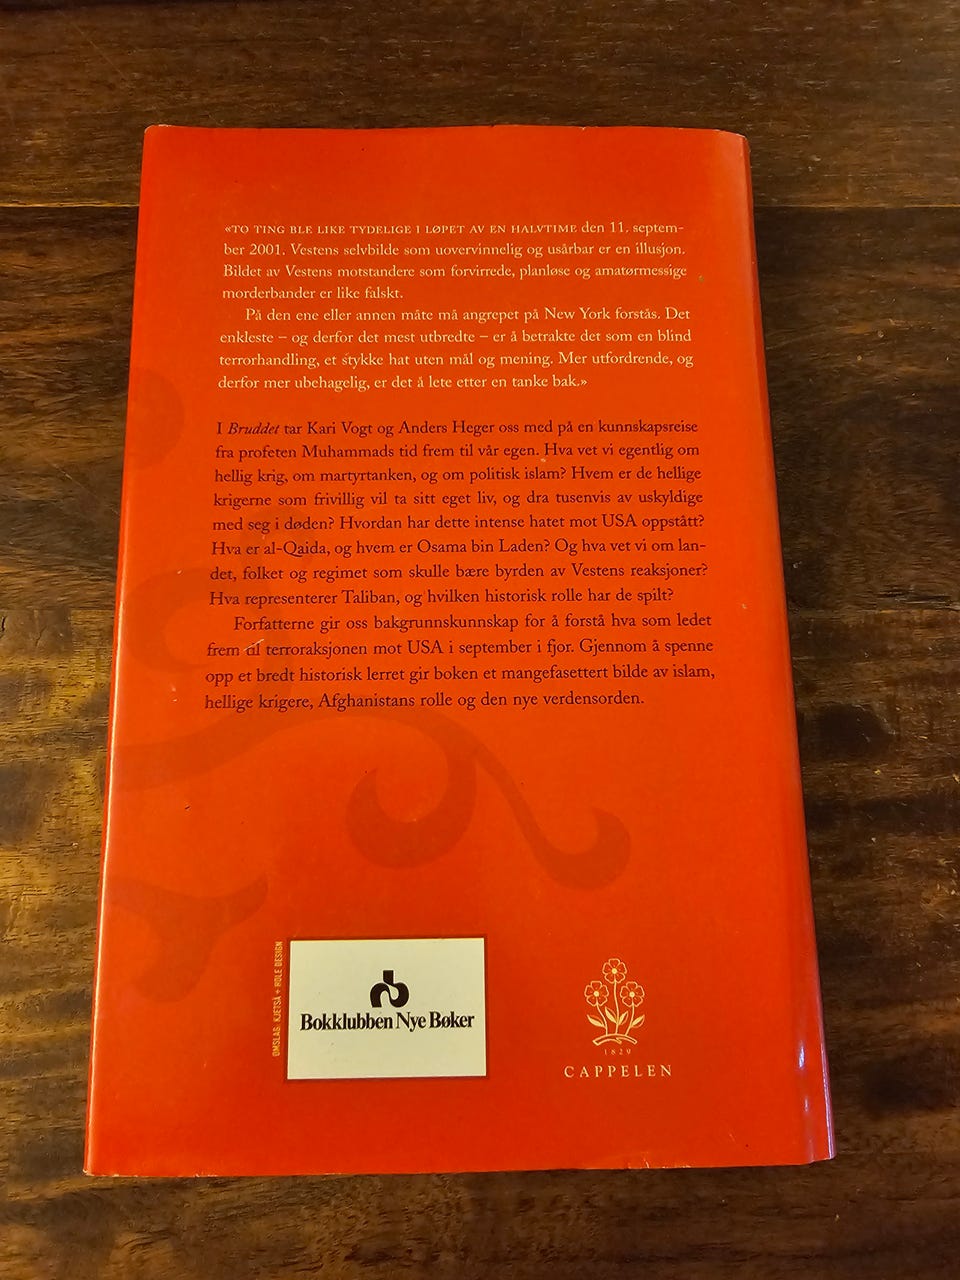 «TO TING BLE LIKE TYDELIGE I LØPET AV EN HALVTIME den 11. septem-
ber 2001. Vestens selvbilde som uovervinnelig og usårbar er en illusjon.
Bildet av Vestens motstandere som forvirrede, planløse og amatørmessige
morderbander er like falskt.
På den ene eller annen måte må angrepet på New York forstås. Det
enkleste – og derfor det mest utbredte – er å betrakte det som en blind
terrorhandling, et stykke hat uten mål og mening. Mer utfordrende, og
derfor mer ubehagelig, er det å lete etter en tanke bak.»
I Bruddet tar Kari Vogt og Anders Heger oss med på en kunnskapsreise
fra profeten Muhammads tid frem til vår egen. Hva vet vi egentlig om
hellig krig, om martyrtanken, og om politisk islam? Hvem er de hellige
krigerne som frivillig vil ta sitt eget liv, og dra tusenvis av uskyldige
med seg i døden? Hvordan har dette intense hatet mot USA oppstått?
Hva er al-Qaida, og hvem er Osama bin Laden? Og hva vet vi om lan-
det, folket og regimet som skulle bære byrden av Vestens reaksjoner?
Hva representerer Taliban, og hvilken historisk rolle har de spilt?
Forfatterne gir oss bakgrunnskunnskap for å forstå hva som ledet
frem til terroraksjonen mot USA i september i fjor. Gjennom å spenne
opp et bredt historisk lerret gir boken et mangefasettert bilde av islam,
hellige krigere, Afghanistans rolle og den nye verdensorden.
OMSLAG: KJETSÅ + HOLE DESIGN
Bokklubben Nye Bøker
1829
CAPPELEN